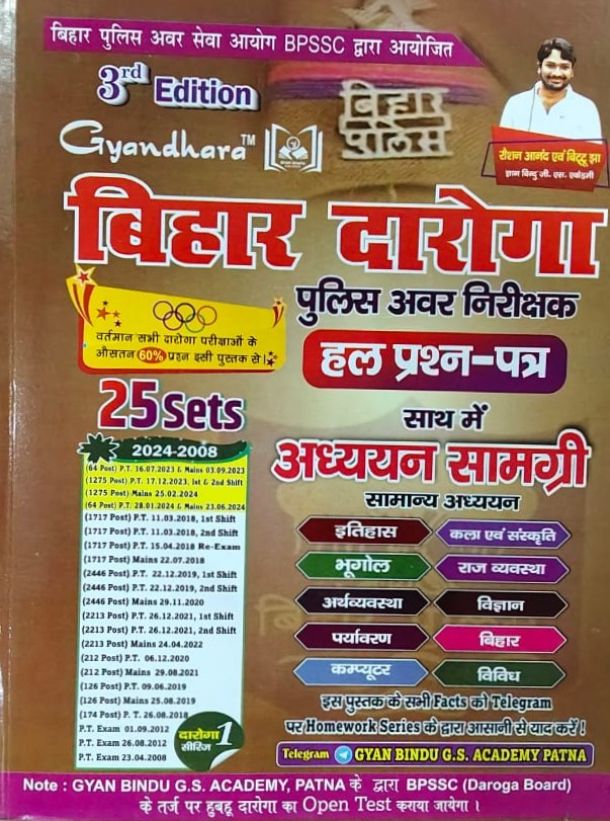 बिहार पुलिस अवर सेवा आयोग BPSSC द्वारा आयोजित
3rd Edition
बिहार
पुलिस
Gyandhara™
रौशन आनंद एवं बिट्टू झा
ज्ञान बिन्दु जी. एस. एकेडमी
बिहार दारोगा
पुलिस अवर निरीक्षक
वर्तमान सभी दारोगा परीक्षाओं के
औसतन 60% प्रश्न इसी पुस्तक से।
हल प्रश्न-पत्र
25 Sets
2024-2008
(64 Post) P.T. 16.07.2023 & Mains 03.09.2023
(1275 Post) P.T. 17.12.2023, Ist & 2nd Shift
(1275 Post) Mains 25.02.2024
(64 Post) P.T. 28.01.2024 & Mains 23.06.2024
(1717 Post) P.T. 11.03.2018, 1st Shift
(1717 Post) P.T. 11.03.2018, 2nd Shift
(1717 Post) P.T. 15.04.2018 Re-Exam
(1717 Post) Mains 22.07.2018
(2446 Post) P.T. 22.12.2019, 1st Shift
(2446 Post) P.T. 22.12.2019, 2nd Shift
(2446 Post) Mains 29.11.2020
(2213 Post) P.T. 26.12.2021, 1st Shift
(2213 Post) P.T. 26.12.2021, 2nd Shift
(2213 Post) Mains 24.04.2022
(212 Post) P.T. 06.12.2020
(212 Post) Mains 29.08.2021
(126 Post) P.T. 09.06.2019
(126 Post) Mains 25.08.2019
(174 Post) P. T. 26.08.2018
P.T. Exam 01.09.2012
P.T. Exam 26.08.2012
P.T. Exam 23.04.2008
दारोगा
सीरिज 1
साथ में
अध्ययन सामग्री
सामान्य अध्ययन
इतिहास कला एवं संस्कृति
भूगोल राज व्यवस्था
अर्थव्यवस्था विज्ञान
पर्यावरण बिहार
कम्प्यूटर विविध
इस पुस्तक के सभी Facts को Telegram
पर Homework Series के द्वारा आसानी से याद करें !
Telegram GYAN BINDU G.S. ACADEMY PATNA
Note : GYAN BINDU G.S. ACADEMY, PATNA के द्वारा BPSSC (Daroga Board)
के तर्ज पर हुबहू दारोगा का Open Test कराया जायेगा ।